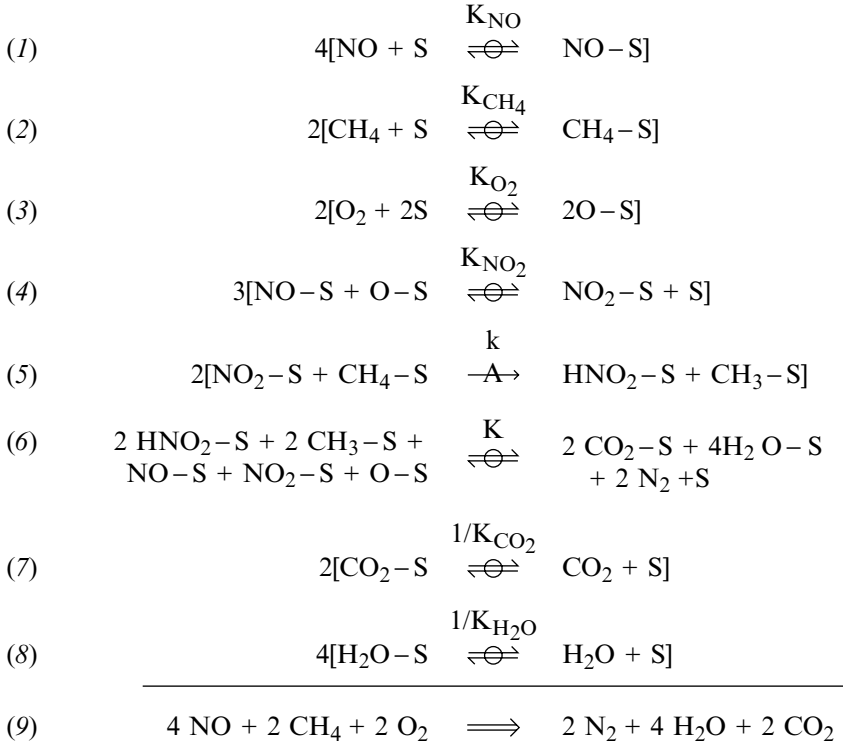 K_NO
(1) 4[NO + S ⇌ NO – S]
K_CH₄
(2) 2[CH₄ + S ⇌ CH₄ – S]
K_O₂
(3) 2[O₂ + 2S ⇌ 2O – S]
K_NO₂
(4) 3[NO – S + O – S ⇌ NO₂ – S + S]
k
(5) 2[NO₂ – S + CH₄ – S –A→ HNO₂ – S + CH₃ – S]
K
(6) 2 HNO₂ – S + 2 CH₃ – S + ⇌ 2 CO₂ – S + 4H₂ O – S
NO – S + NO₂ – S + O – S + 2 N₂ +S
1/K_CO₂
(7) 2[CO₂ – S ⇌ CO₂ + S]
1/K_H₂O
(8) 4[H₂O – S ⇌ H₂O + S]
(9) 4 NO + 2 CH₄ + 2 O₂ ⟹ 2 N₂ + 4 H₂O + 2 CO₂